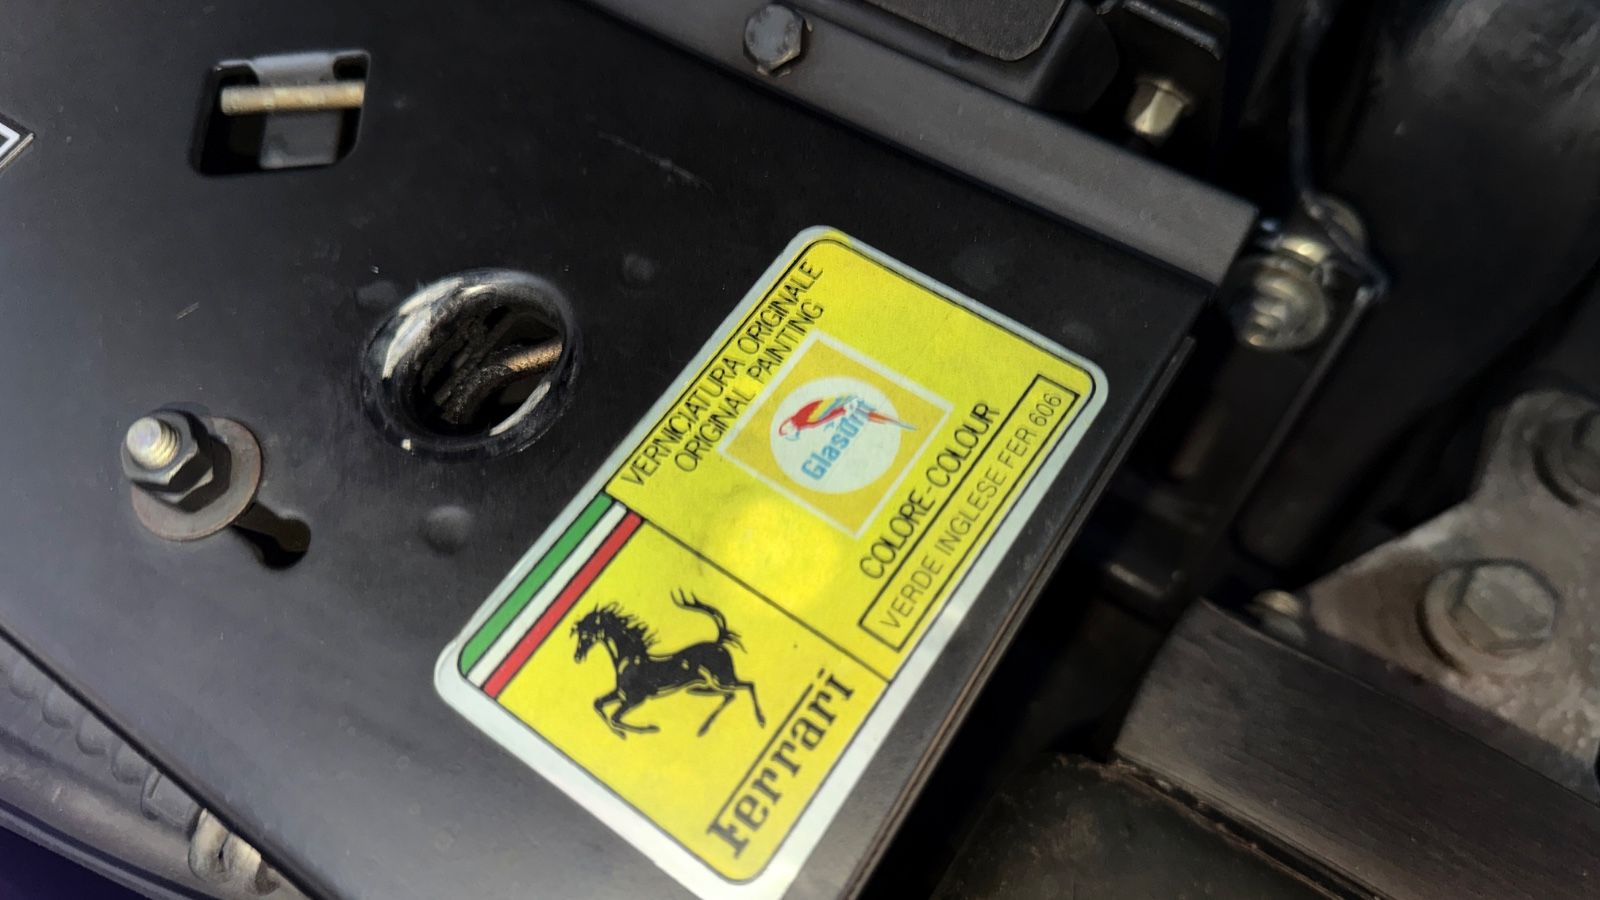 VERNICIATURA ORIGINALE
ORIGINAL PAINTING
Glasurit
COLORE-COLOUR
VERDE INGLESE FER 606
Ferrari